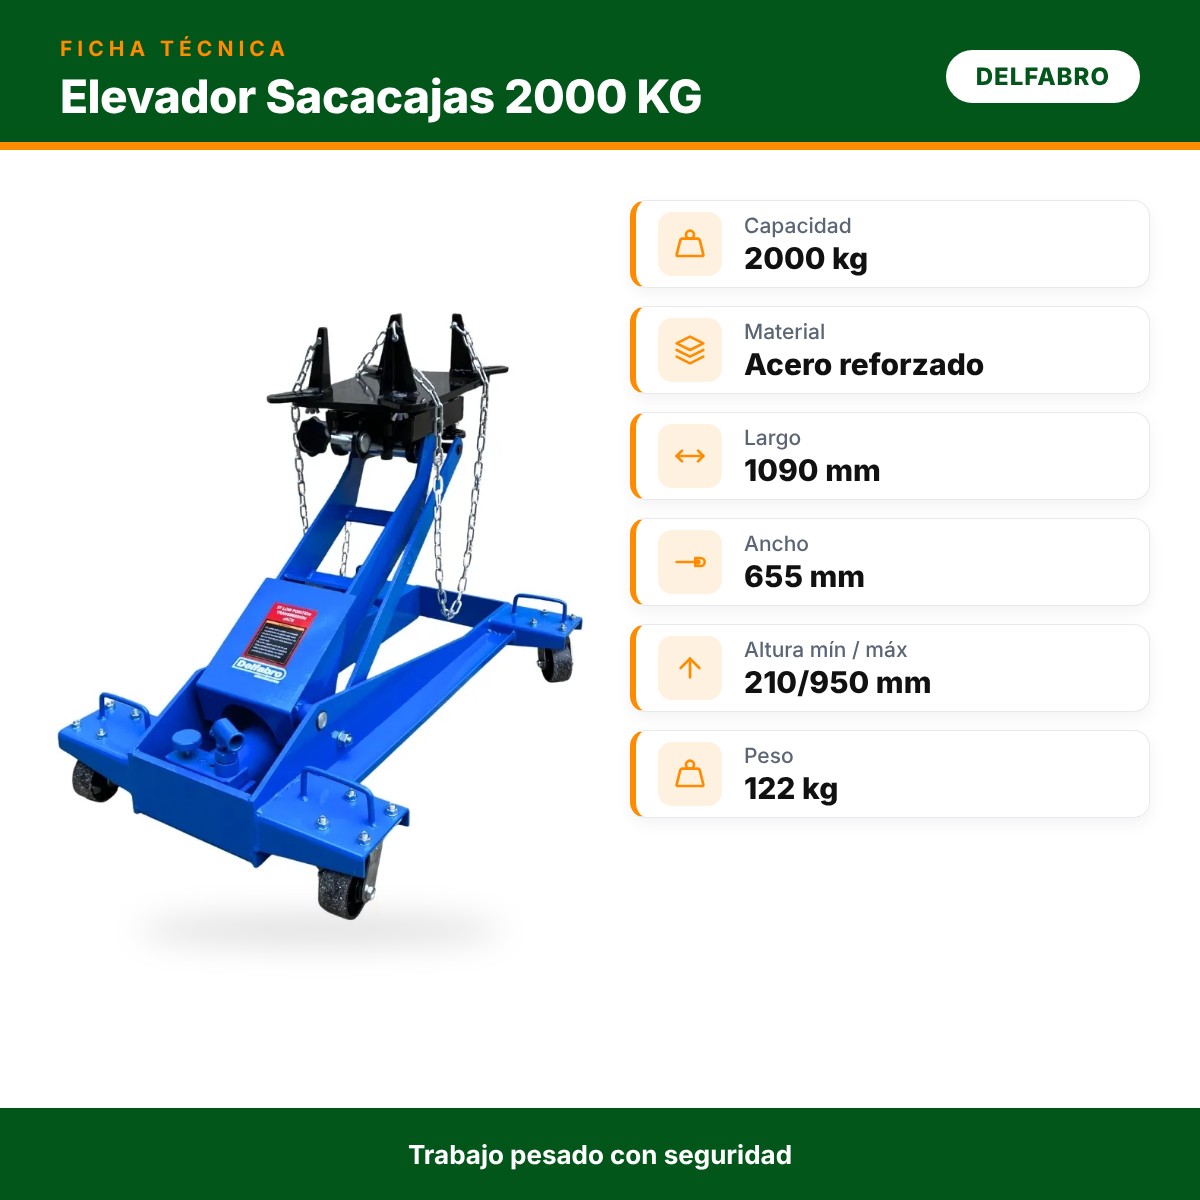 FICHA TÉCNICA
Elevador Sacacajas 2000 KG
DELFABRO
Capacidad
2000 kg
Material
Acero reforzado
Largo
1090 mm
Ancho
655 mm
Altura mín / máx
210/950 mm
Peso
122 kg
Delfabro
Trabajo pesado con seguridad